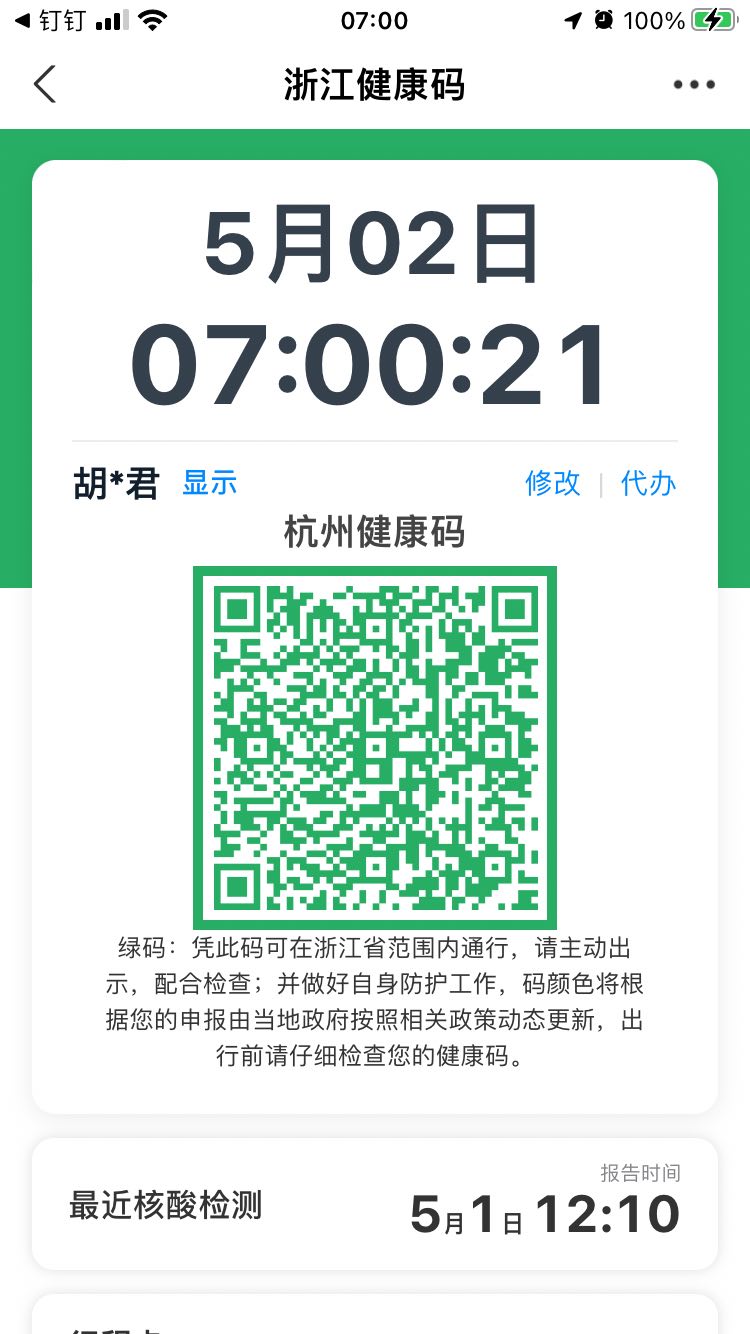 钉钉 07:00 100%
浙江健康码
5月02日
07:00:21
胡*君 显示 修改 | 代办
杭州健康码
绿码：凭此码可在浙江省范围内通行，请主动出
示，配合检查；并做好自身防护工作，码颜色将根
据您的申报由当地政府按照相关政策动态更新，出
行前请仔细检查您的健康码。
报告时间
最近核酸检测 5月1日 12:10